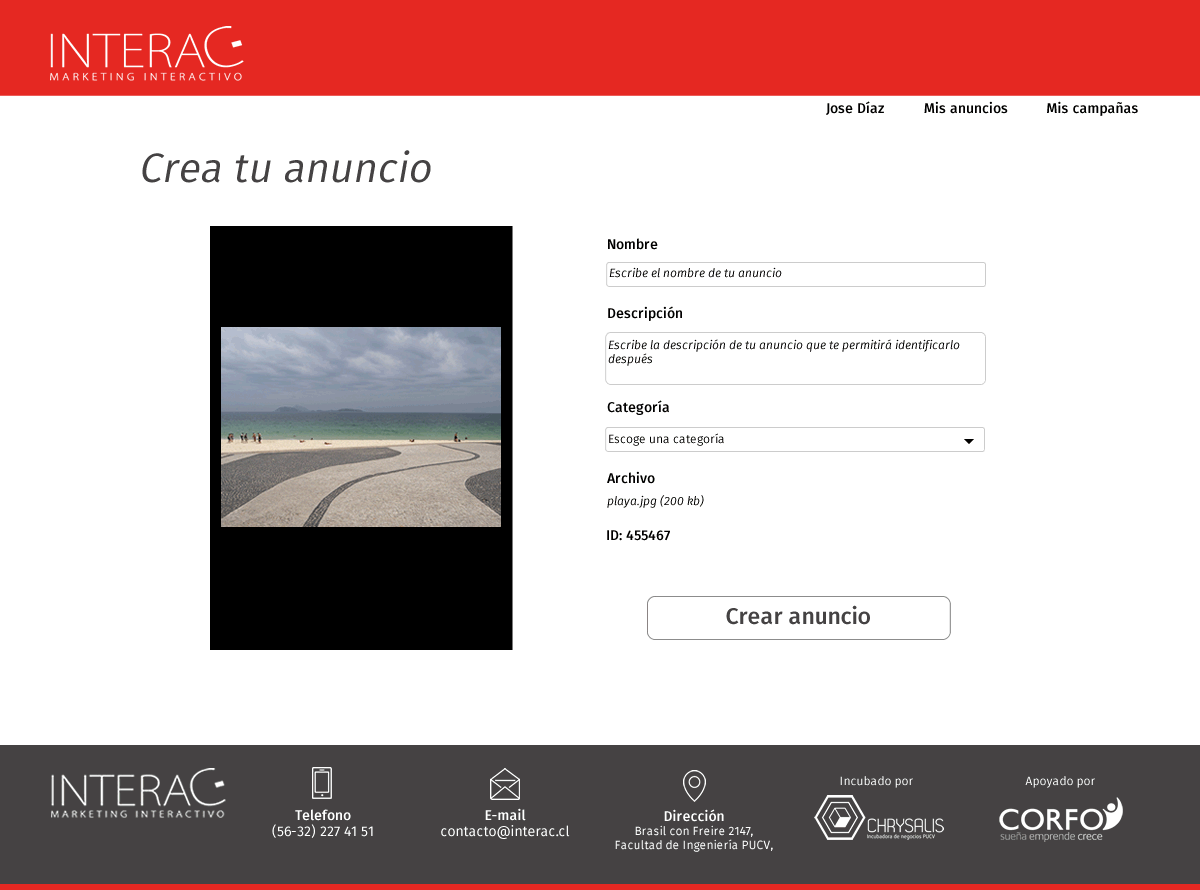 INTERAC
MARKETING INTERACTIVO
Jose Díaz Mis anuncios Mis campañas
Crea tu anuncio
Nombre
Escribe el nombre de tu anuncio
Descripción
Escribe la descripción de tu anuncio que te permitirá identificarlo
después
Categoría
Escoge una categoría
Archivo
playa.jpg (200 kb)
ID: 455467
Crear anuncio
INTERAC
MARKETING INTERACTIVO
Telefono
(56-32) 227 41 51
E-mail
contacto@interac.cl
Dirección
Brasil con Freire 2147,
Facultad de Ingeniería PUCV,
Incubado por
CHRYSALIS
Incubadora de negocios PUCV
Apoyado por
CORFO
sueña emprende crece